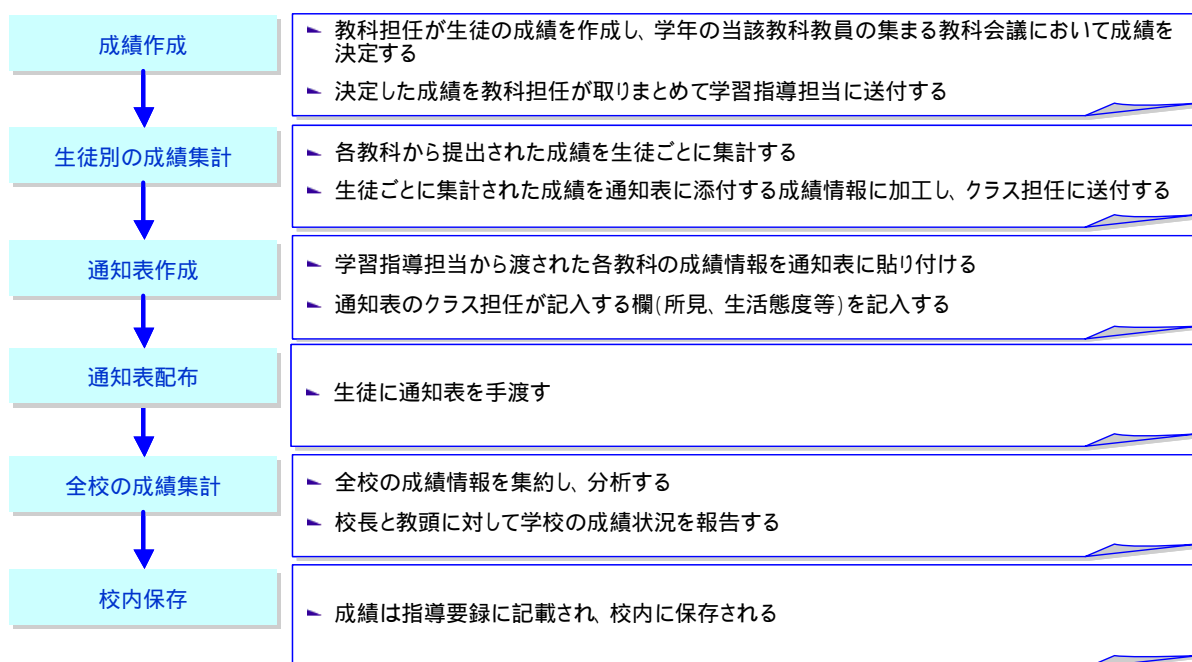 成績作成
教科担任が生徒の成績を作成し、学年の当該教科教員の集まる教科会議において成績を
決定する
決定した成績を教科担任が取りまとめて学習指導担当に送付する
生徒別の成績集計
各教科から提出された成績を生徒ごとに集計する
生徒ごとに集計された成績を通知表に添付する成績情報に加工し、クラス担任に送付する
通知表作成
学習指導担当から渡された各教科の成績情報を通知表に貼り付ける
通知表のクラス担任が記入する欄(所見、生活態度等)を記入する
通知表配布
生徒に通知表を手渡す
全校の成績集計
全校の成績情報を集約し、分析する
校長と教頭に対して学校の成績状況を報告する
校内保存
成績は指導要録に記載され、校内に保存される